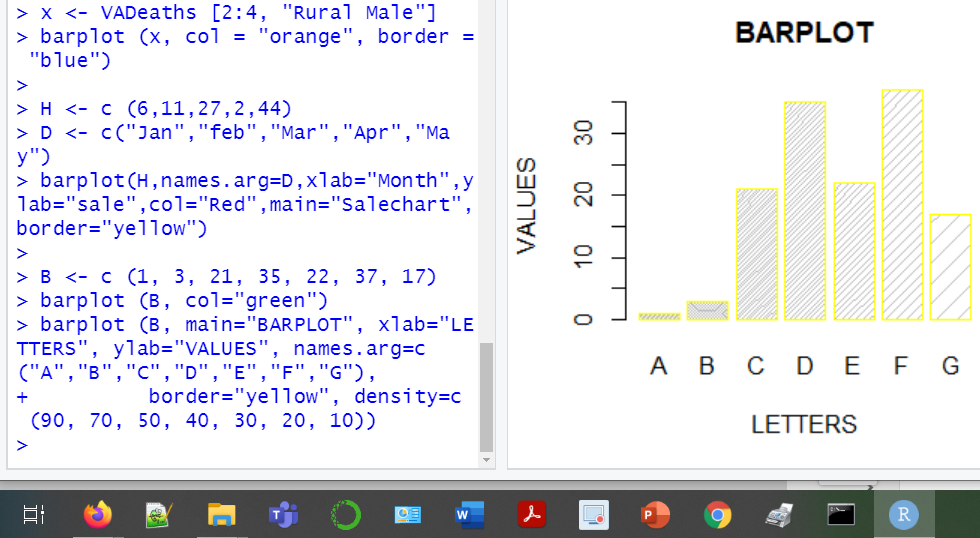 > x <- VADeaths [2:4, "Rural Male"]
> barplot (x, col = "orange", border =
 "blue")
>
> H <- c (6,11,27,2,44)
> D <- c("Jan","feb","Mar","Apr","Ma
y")
> barplot(H,names.arg=D,xlab="Month",y
lab="sale",col="Red",main="Salechart",
border="yellow")
>
> B <- c (1, 3, 21, 35, 22, 37, 17)
> barplot (B, col="green")
> barplot (B, main="BARPLOT", xlab="LE
TTERS", ylab="VALUES", names.arg=c
("A","B","C","D","E","F","G"),
+          border="yellow", density=c
 (90, 70, 50, 40, 30, 20, 10))
>
BARPLOT
VALUES
30
20
10
0
A B C D E F G
LETTERS
T W P R